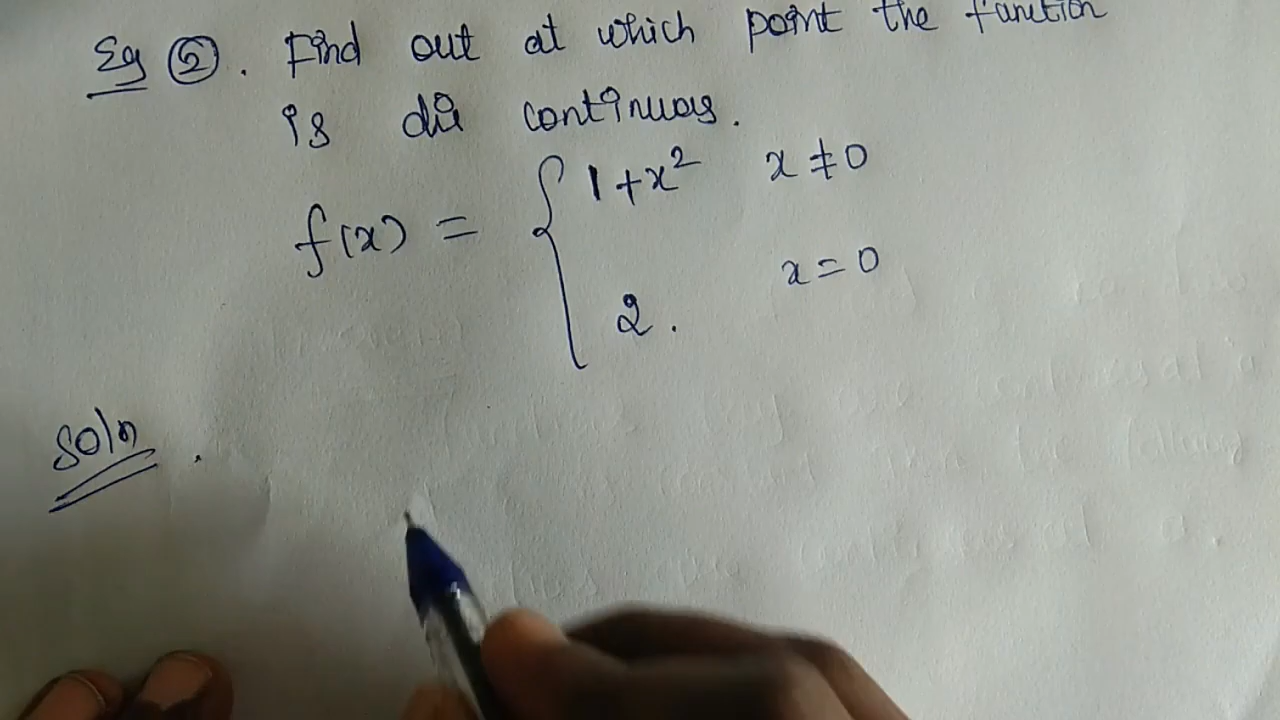 Eg ②. Find out at which point the function
is dis continuous.
f(x) = { 1+x² x ≠ 0
x = 0
2.
Soln.